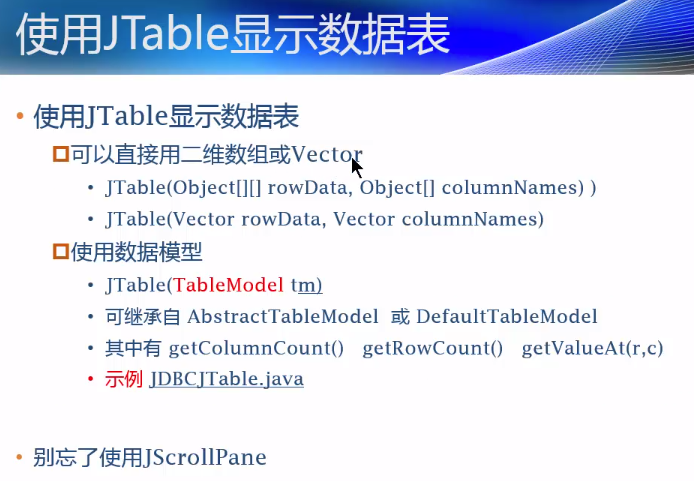 使用JTable显示数据表
• 使用JTable显示数据表
可以直接用二维数组或Vector
• JTable(Object[][] rowData, Object[] columnNames) )
• JTable(Vector rowData, Vector columnNames)
使用数据模型
• JTable(TableModel tm)
• 可继承自 AbstractTableModel 或 DefaultTableModel
• 其中有 getColumnCount() getRowCount() getValueAt(r,c)
• 示例 JDBCJTable.java
• 别忘了使用JScrollPane